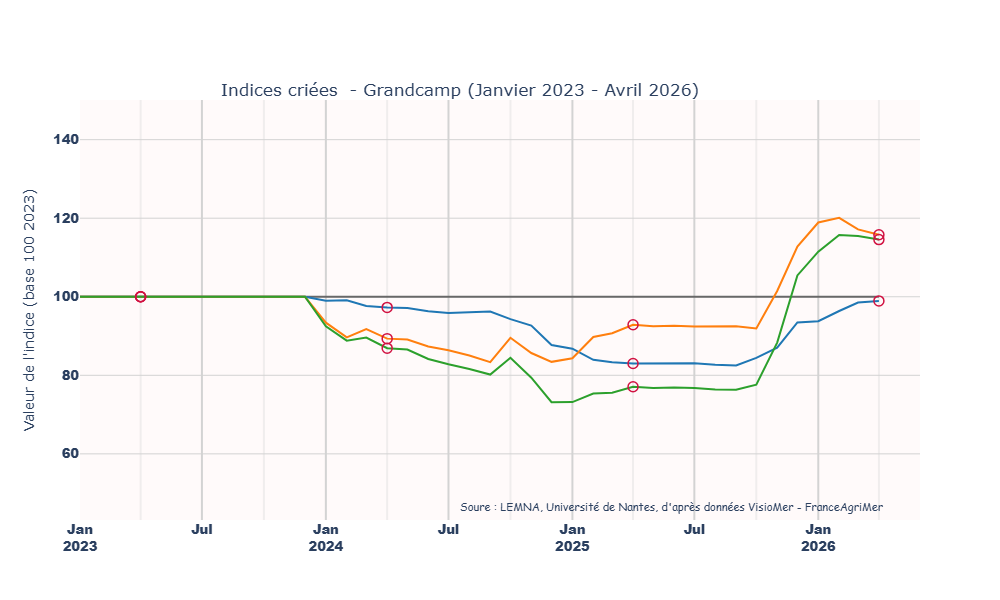 Indices criées  - Grandcamp (Janvier 2023 - Avril 2026)
Valeur de l'indice (base 100 2023)
140
120
100
80
60
Soure : LEMNA, Université de Nantes, d'après données VisioMer - FranceAgriMer
Jan Jul Jan Jul Jan Jul Jan
2023 2024 2025 2026